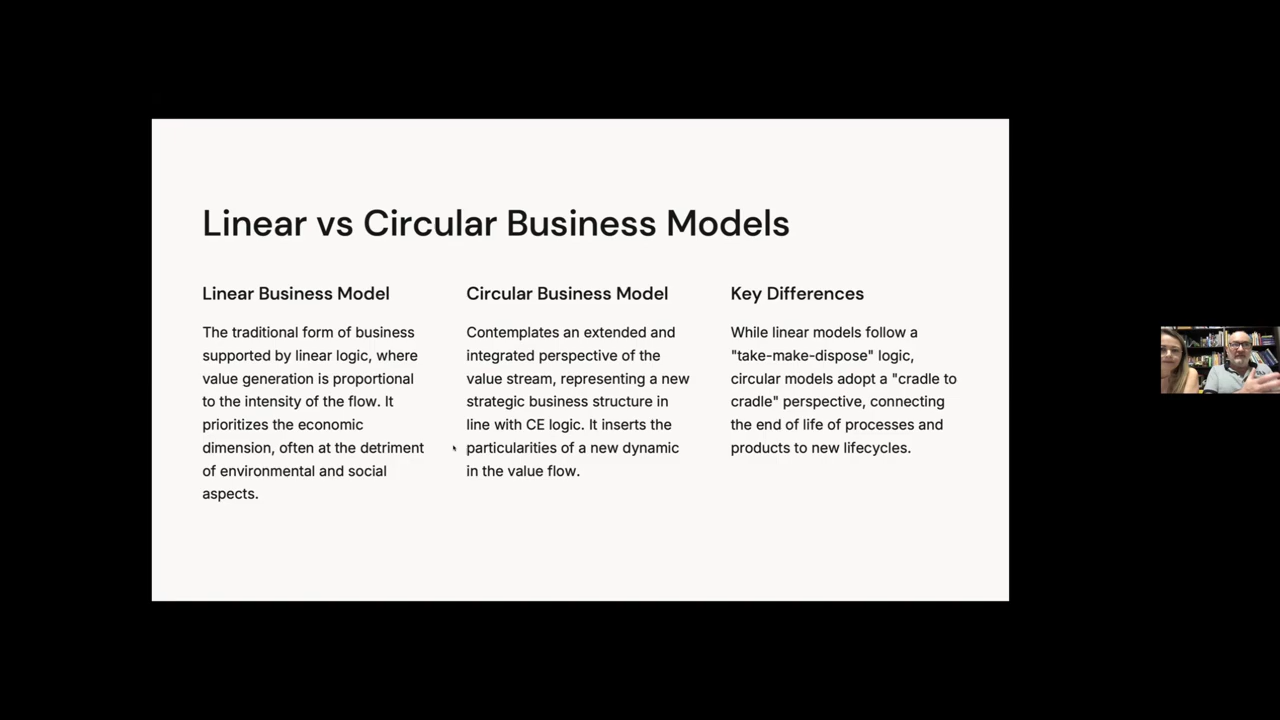 Linear vs Circular Business Models
Linear Business Model
The traditional form of business
supported by linear logic, where
value generation is proportional
to the intensity of the flow. It
prioritizes the economic
dimension, often at the detriment
of environmental and social
aspects.
Circular Business Model
Contemplates an extended and
integrated perspective of the
value stream, representing a new
strategic business structure in
line with CE logic. It inserts the
particularities of a new dynamic
in the value flow.
Key Differences
While linear models follow a
"take-make-dispose" logic,
circular models adopt a "cradle to
cradle" perspective, connecting
the end of life of processes and
products to new lifecycles.